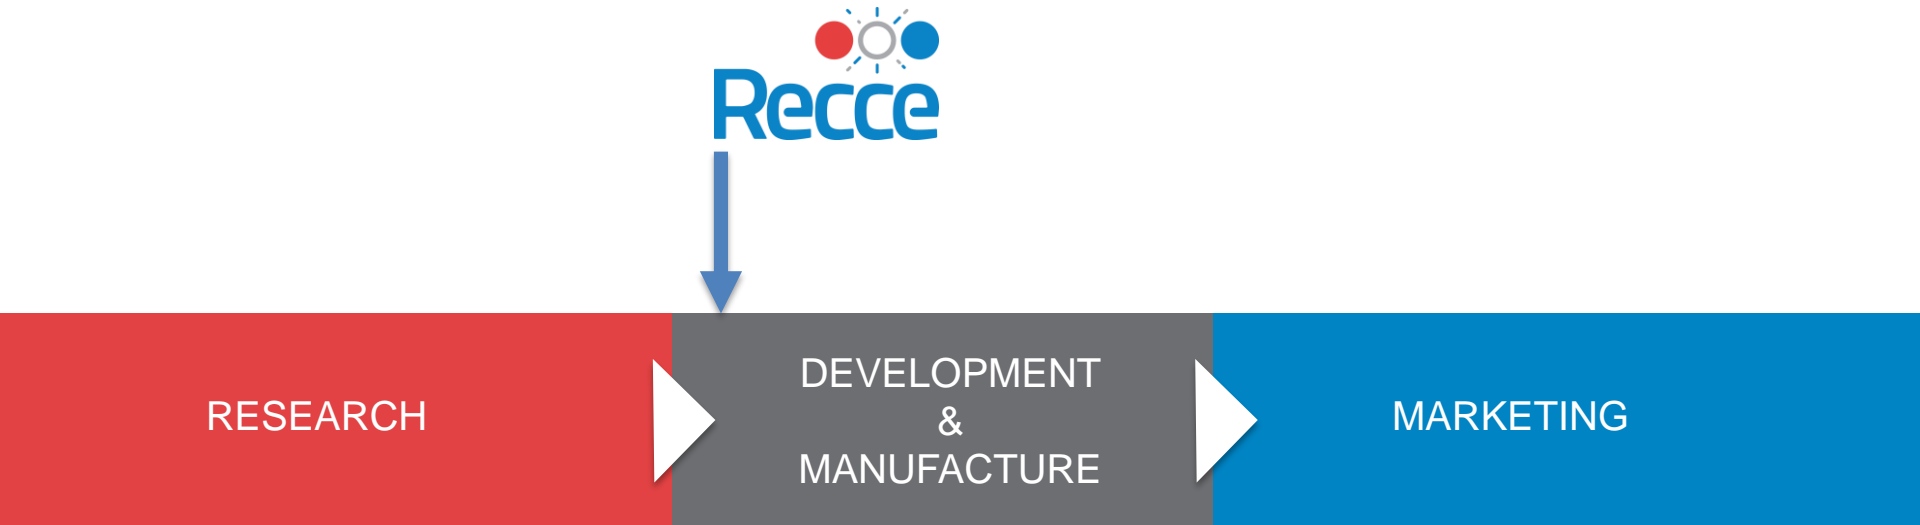 Recce
RESEARCH
DEVELOPMENT
&
MANUFACTURE
MARKETING